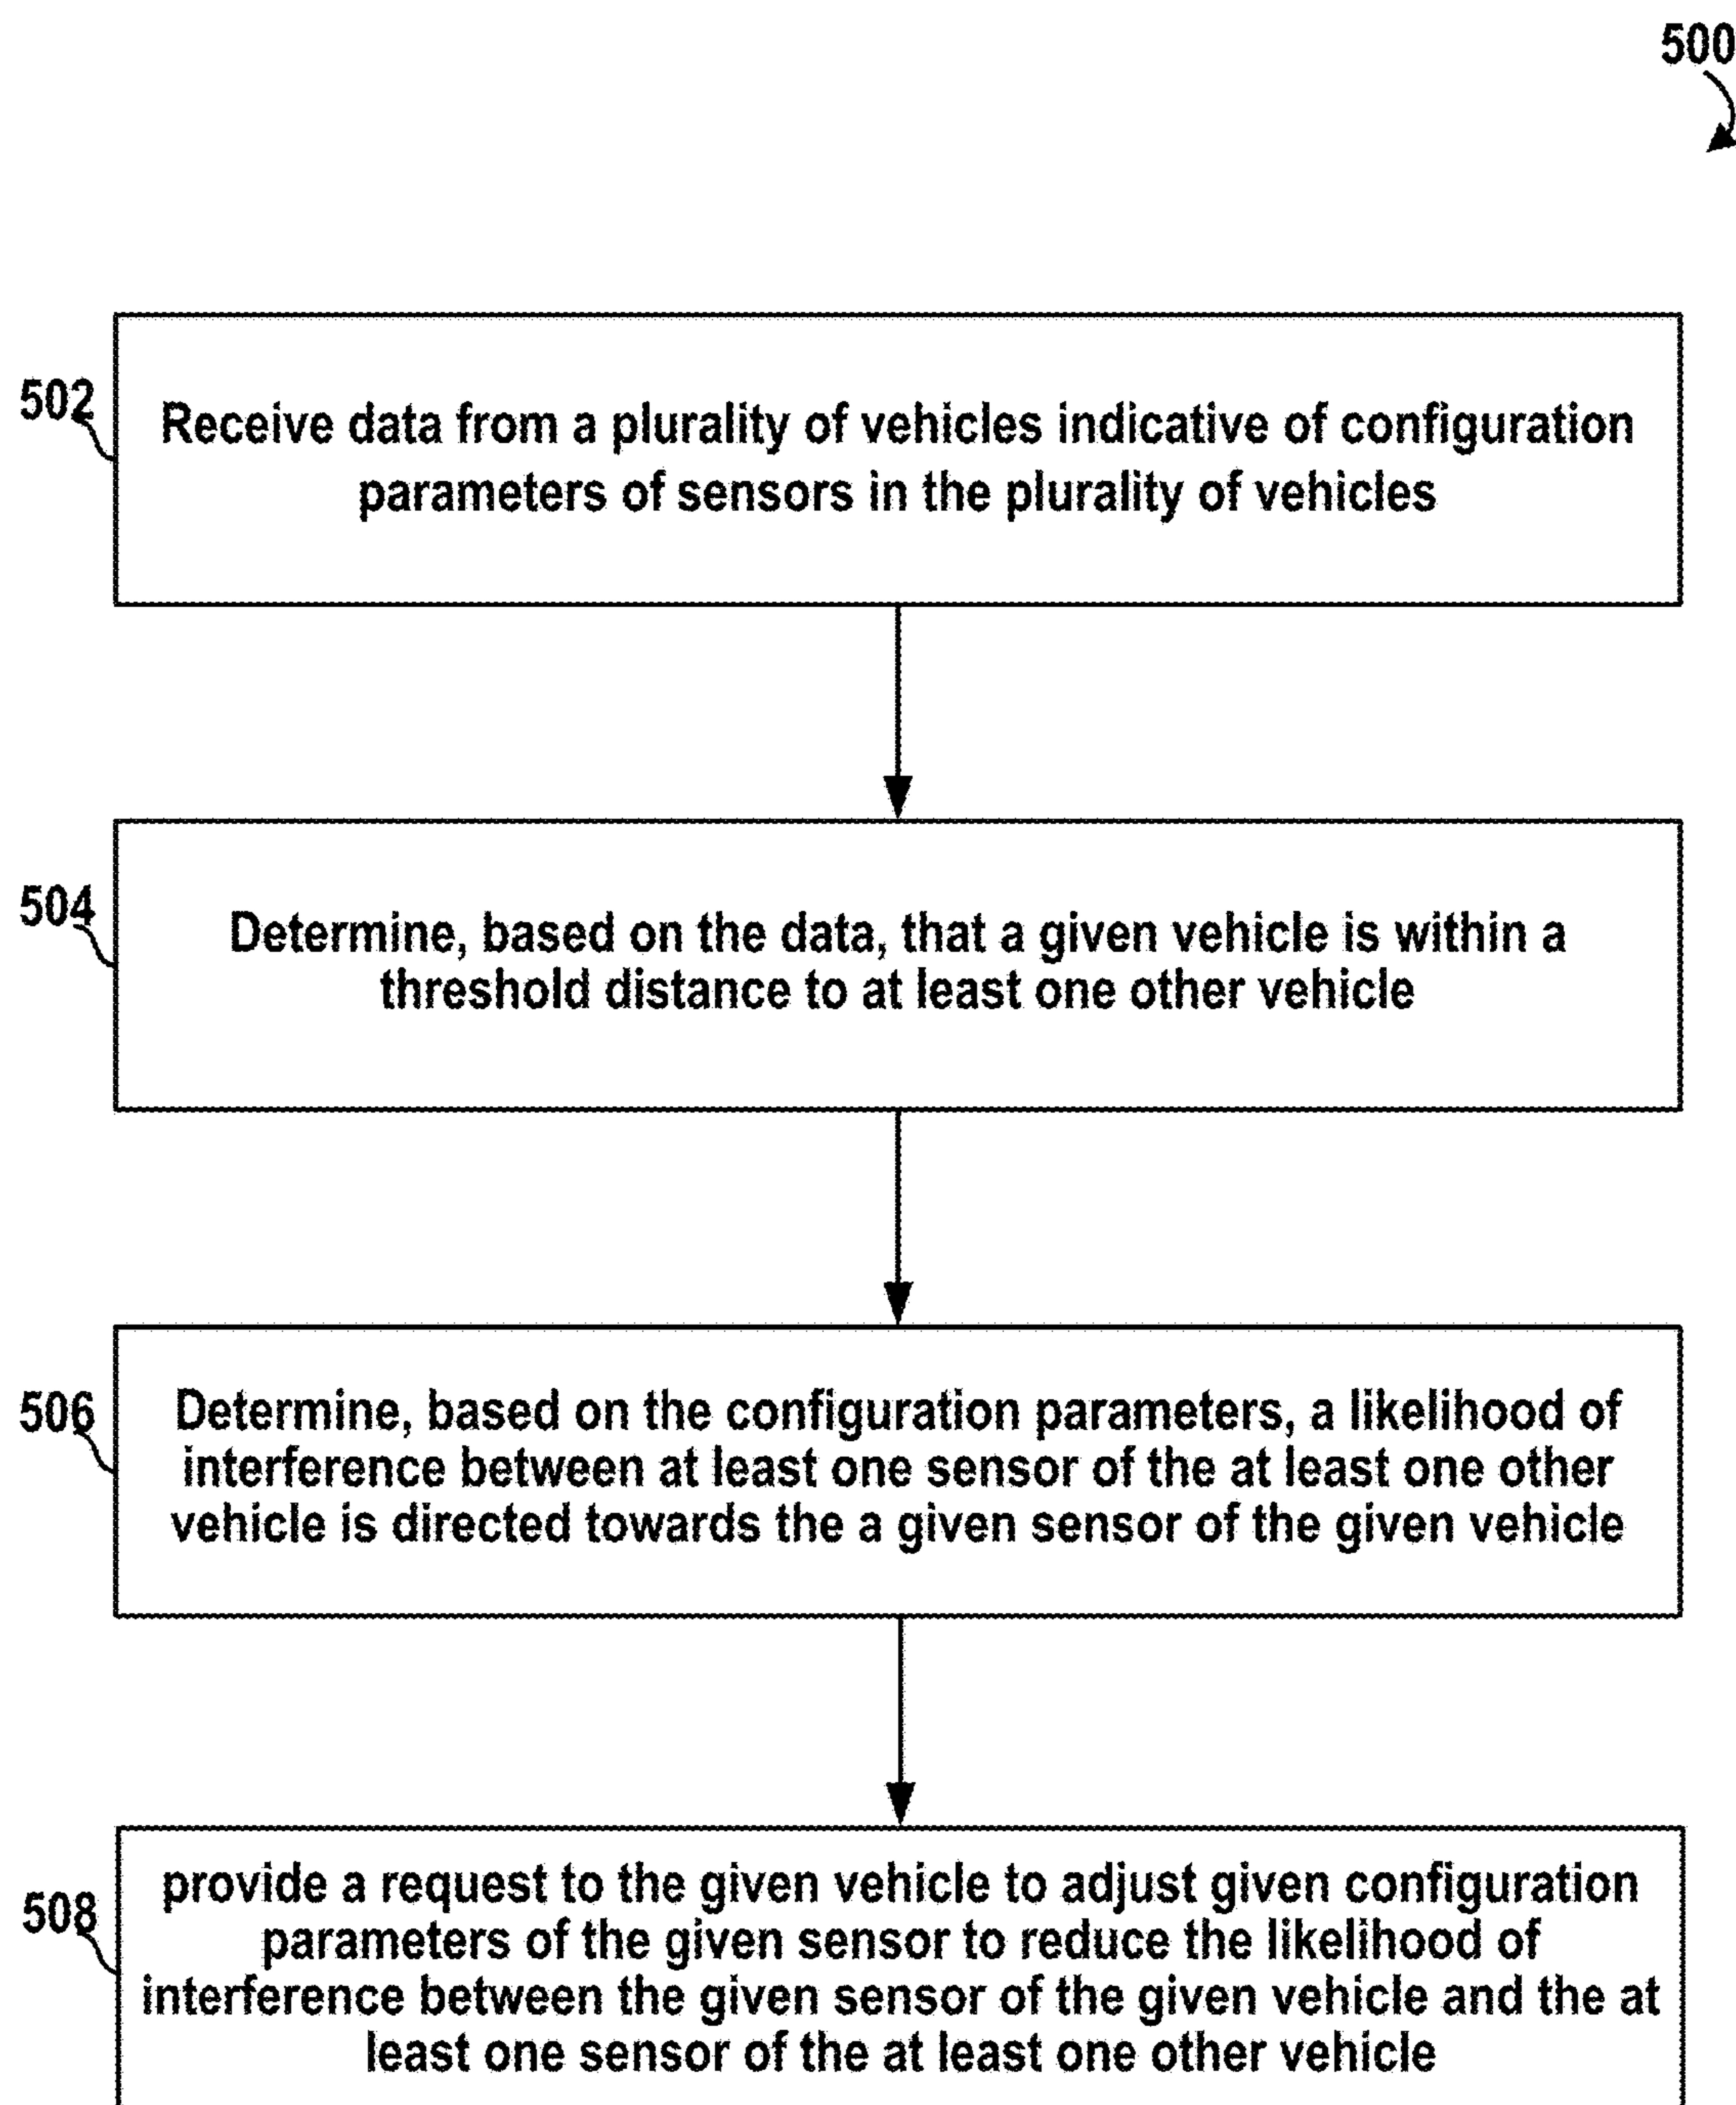 500
502
Receive data from a plurality of vehicles indicative of configuration
parameters of sensors in the plurality of vehicles
504
Determine, based on the data, that a given vehicle is within a
threshold distance to at least one other vehicle
506
Determine, based on the configuration parameters, a likelihood of
interference between at least one sensor of the at least one other
vehicle is directed towards the a given sensor of the given vehicle
508
provide a request to the given vehicle to adjust given configuration
parameters of the given sensor to reduce the likelihood of
interference between the given sensor of the given vehicle and the at
least one sensor of the at least one other vehicle